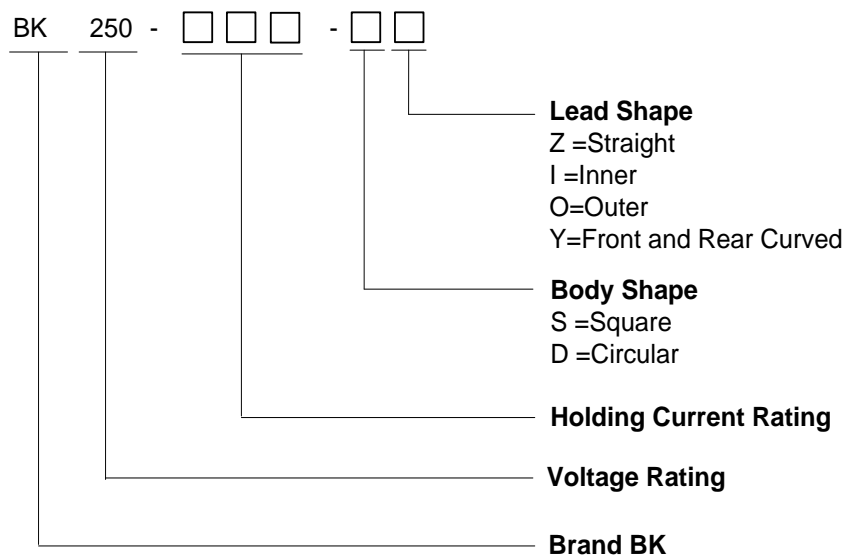 BK 250 - □□□ - □□
Lead Shape
Z =Straight
I =Inner
O=Outer
Y=Front and Rear Curved
Body Shape
S =Square
D =Circular
Holding Current Rating
Voltage Rating
Brand BK